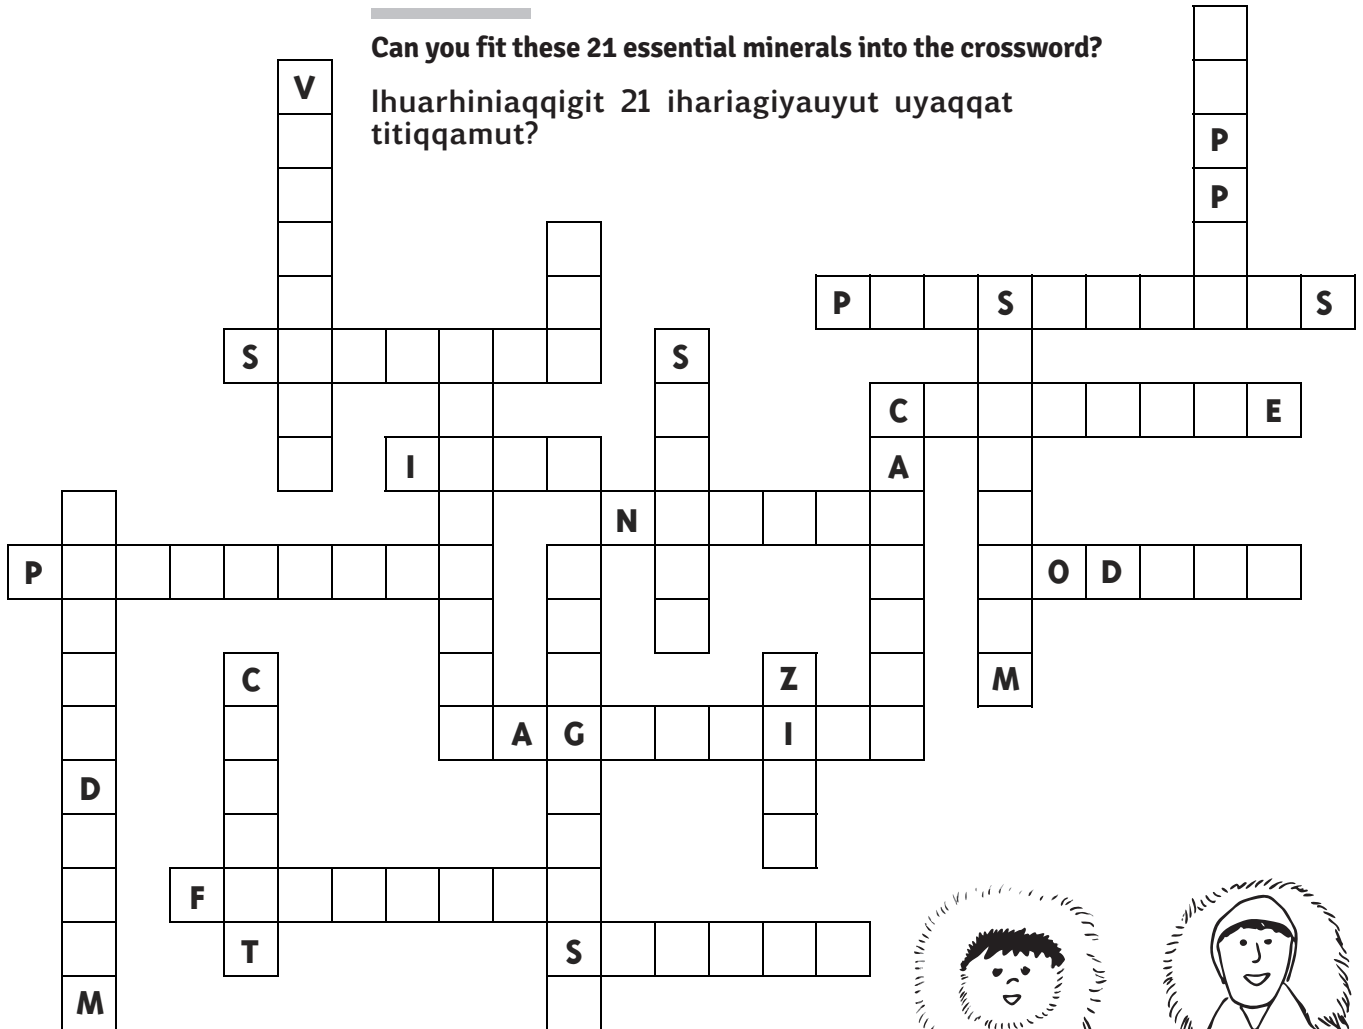 Can you fit these 21 essential minerals into the crossword?
Ihuarhiniaqqigit 21 ihariagiyauyut uyaqqat
titiqqamut?
V
P
P
P S S
S S
C E
I A
N
P O D
C Z M
A G I
D
F
T S
M